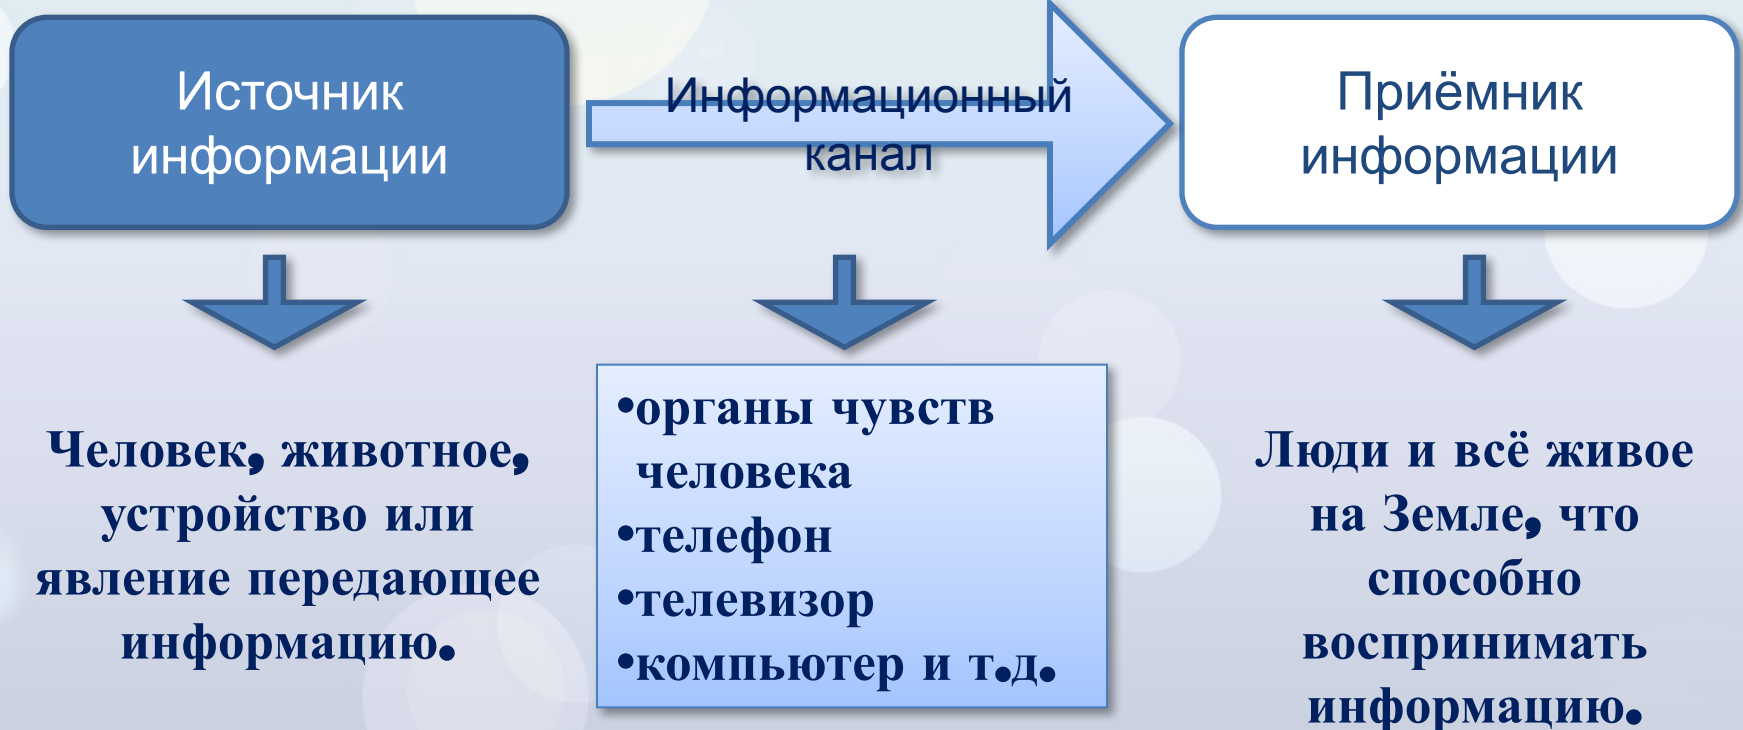 Источник
информации
Информационный
канал
Приёмник
информации
Человек, животное,
устройство или
явление передающее
информацию.
•органы чувств
человека
•телефон
•телевизор
•компьютер и т.д.
Люди и всё живое
на Земле, что
способно
воспринимать
информацию.